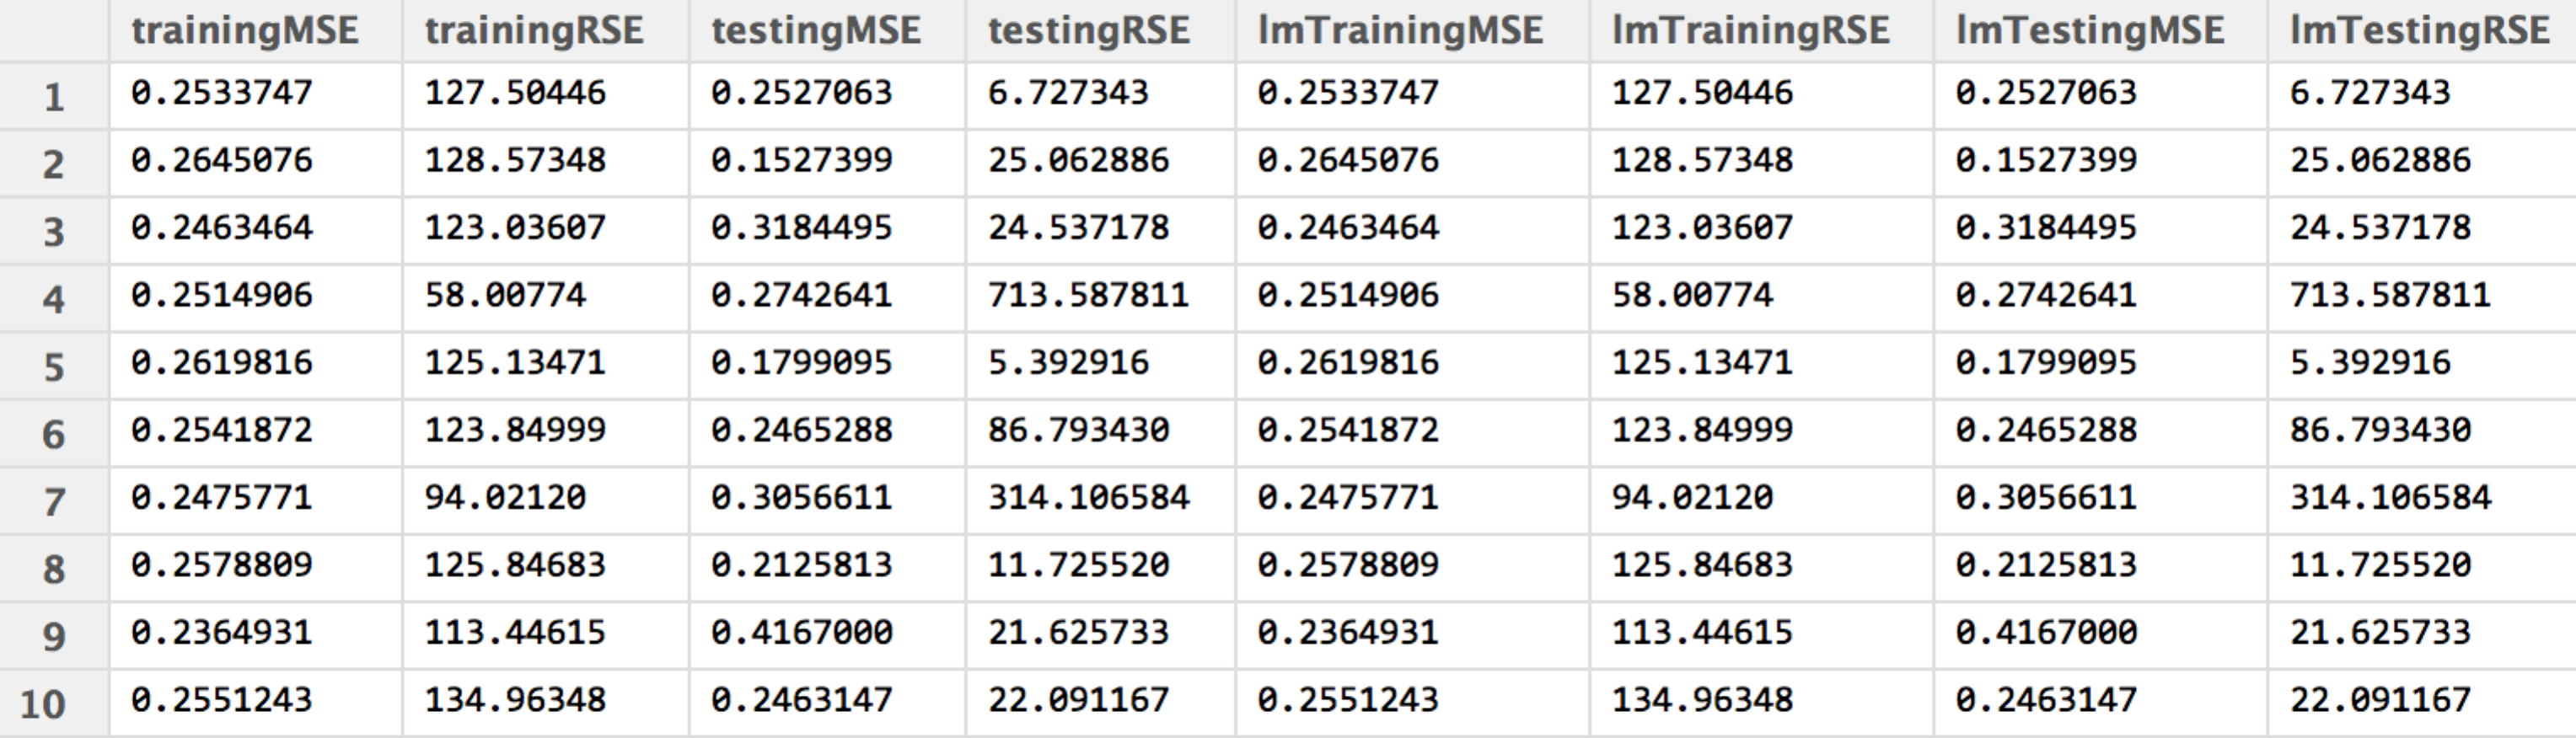 trainingMSE trainingRSE testingMSE testingRSE lmTrainingMSE lmTrainingRSE lmTestingMSE lmTestingRSE
1 0.2533747 127.50446 0.2527063 6.727343 0.2533747 127.50446 0.2527063 6.727343
2 0.2645076 128.57348 0.1527399 25.062886 0.2645076 128.57348 0.1527399 25.062886
3 0.2463464 123.03607 0.3184495 24.537178 0.2463464 123.03607 0.3184495 24.537178
4 0.2514906 58.00774 0.2742641 713.587811 0.2514906 58.00774 0.2742641 713.587811
5 0.2619816 125.13471 0.1799095 5.392916 0.2619816 125.13471 0.1799095 5.392916
6 0.2541872 123.84999 0.2465288 86.793430 0.2541872 123.84999 0.2465288 86.793430
7 0.2475771 94.02120 0.3056611 314.106584 0.2475771 94.02120 0.3056611 314.106584
8 0.2578809 125.84683 0.2125813 11.725520 0.2578809 125.84683 0.2125813 11.725520
9 0.2364931 113.44615 0.4167000 21.625733 0.2364931 113.44615 0.4167000 21.625733
10 0.2551243 134.96348 0.2463147 22.091167 0.2551243 134.96348 0.2463147 22.091167